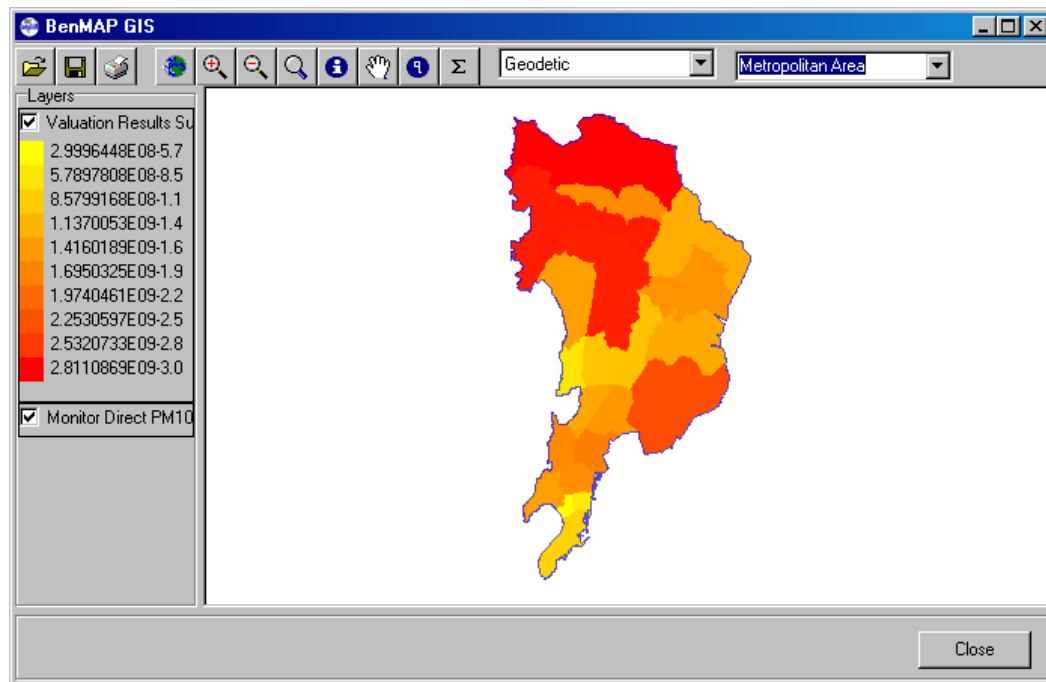 BenMAP GIS
Geodetic
Metropolitan Area
Layers
Valuation Results Su
2.9996448E08-5.7
5.7897808E08-8.5
8.5799168E08-1.1
1.1370053E09-1.4
1.4160189E09-1.6
1.6950325E09-1.9
1.9740461E09-2.2
2.2530597E09-2.5
2.5320733E09-2.8
2.8110869E09-3.0
Monitor Direct PM10
Close